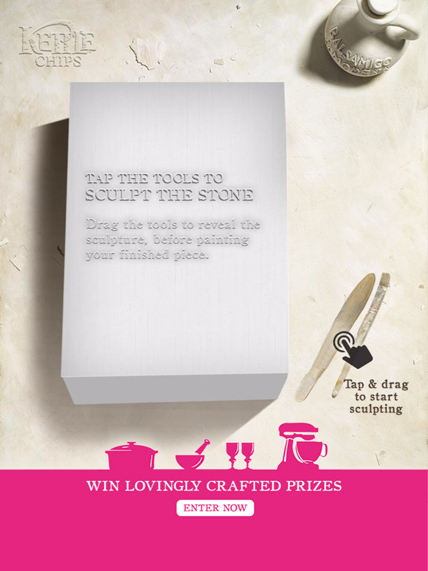 KETTLE
CHIPS
BALSAMIC
TAP THE TOOLS TO
SCULPT THE STONE
Drag the tools to reveal the
sculpture, before painting
your finished piece.
Tap & drag
to start
sculpting
WIN LOVINGLY CRAFTED PRIZES
ENTER NOW